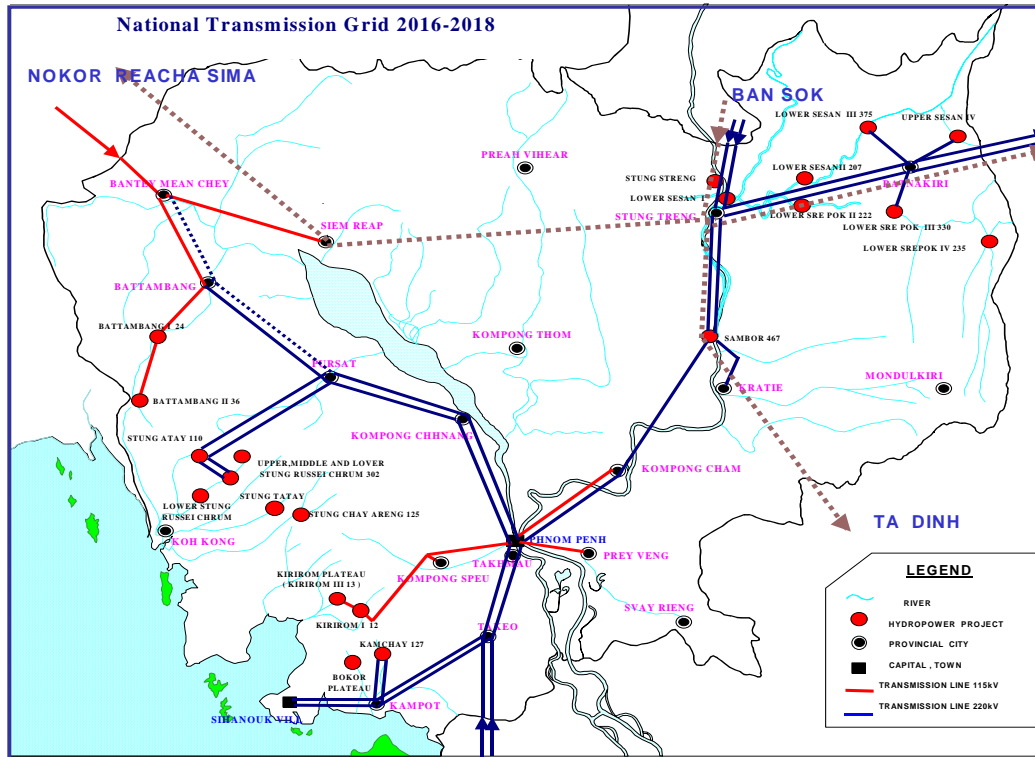 National Transmission Grid 2016-2018
NOKOR REACHA SIMA
BAN SOK
LOWER SESAN III 375
UPPER SESAN IV
PREAH VIHEAR
STUNG STRENG
LOWER SESAN II 207
RATNAKIRI
BANTEY MEAN CHEY
LOWER SESAN I
STUNG TRENG
LOWER SRE POK II 222
LOWER SRE POK III 330
SIEM REAP
LOWER SREPOK IV 235
BATTAMBANG
BATTAMBANG I 24
KOMPONG THOM
SAMBOR 467
PURSAT
MONDULKIRI
KRATIE
BATTAMBANG II 36
STUNG ATAY 110
KOMPONG CHHNANG
UPPER,MIDDLE AND LOVER
STUNG RUSSEI CHRUM 302
KOMPONG CHAM
STUNG TATAY
LOWER STUNG
RUSSEI CHRUM
STUNG CHAY ARENG 125
TA DINH
KOH KONG
PHNOM PENH
TAKHMAU
PREY VENG
KOMPONG SPEU
KIRIROM PLATEAU
( KIRIROM III 13 )
KIRIROM I 12
SVAY RIENG
TAKEO
KAMCHAY 127
BOKOR
PLATEAU
KAMPOT
SIHANOUK VILL
LEGEND
RIVER
HYDROPOWER PROJECT
PROVINCIAL CITY
CAPITAL , TOWN
TRANSMISSION LINE 115kV
TRANSMISSION LINE 220kV